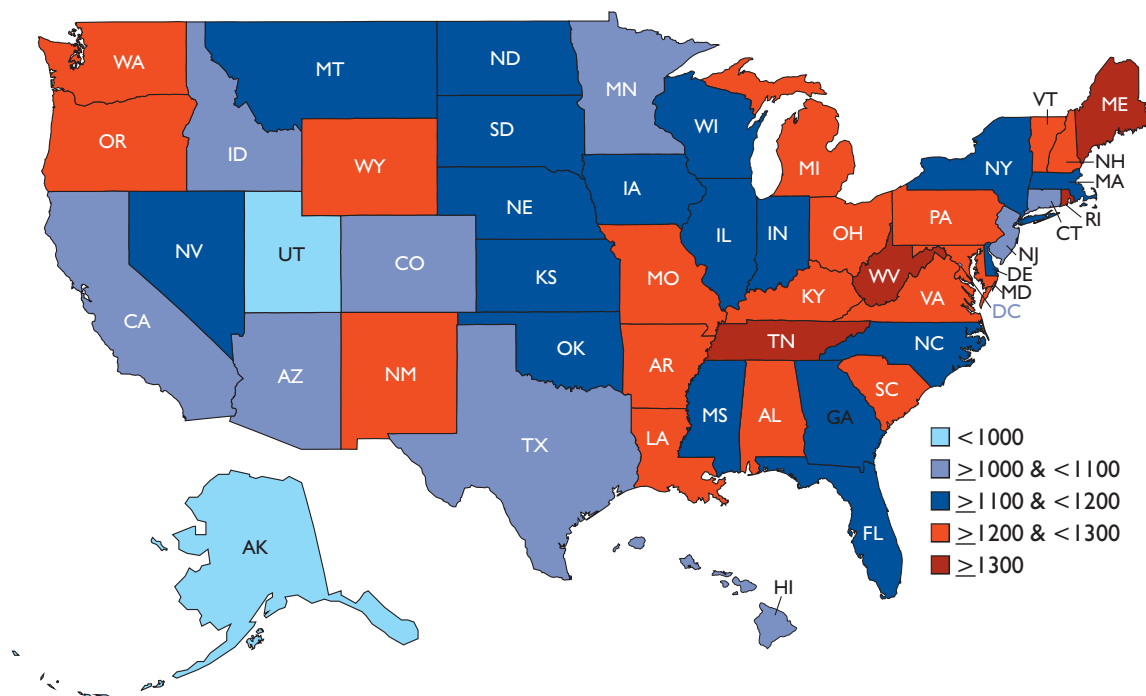 WA
MT
ND
MN
VT
ME
OR
SD
WI
ID
WY
MI
NY
NH
MA
IA
NE
PA
RI
CT
NV
IL
IN
OH
NJ
UT
CO
KS
MO
WV
DE
KY
VA
MD
DC
CA
TN
OK
NC
AZ
NM
AR
SC
MS
AL
GA
TX
LA
<1000
≥1000 & <1100
≥1100 & <1200
FL
≥1200 & <1300
AK
≥1300
HI